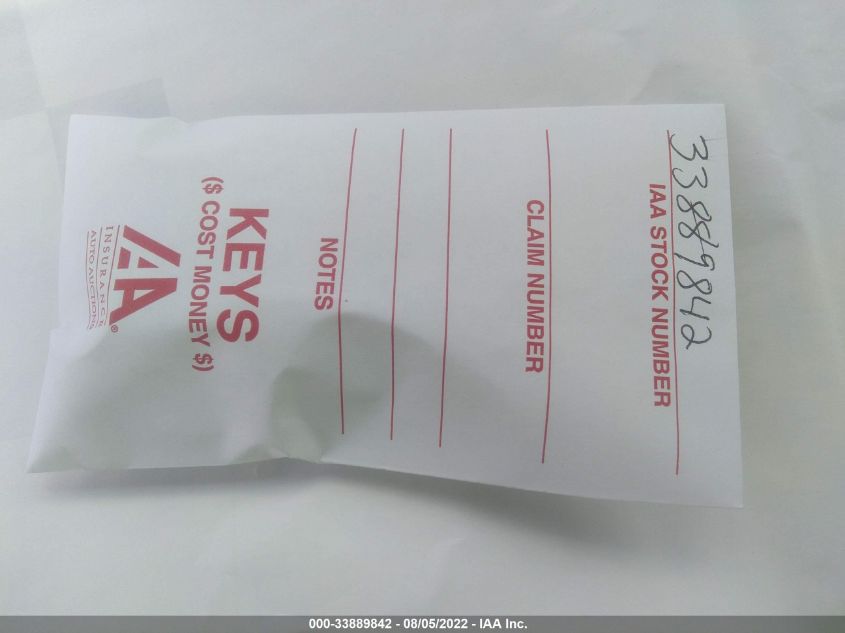 33889842
IAA STOCK NUMBER
CLAIM NUMBER
NOTES
KEYS
($ COST MONEY $)
IAA®
INSURANCE
AUTO AUCTIONS
000-33889842 - 08/05/2022 - IAA Inc.